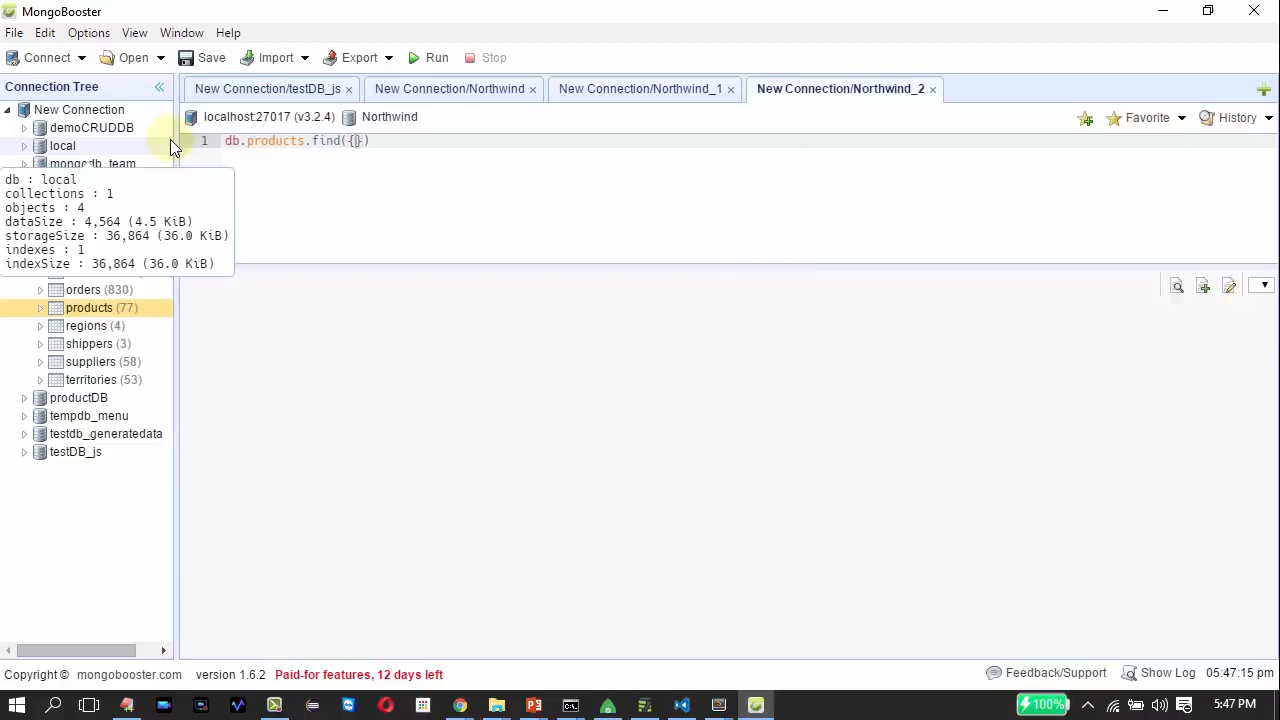 MongoBooster
File Edit Options View Window Help
Connect Open Save Import Export Run Stop
Connection Tree
New Connection/testDB_js × New Connection/Northwind × New Connection/Northwind_1 × New Connection/Northwind_2 ×
New Connection
localhost:27017 (v3.2.4) Northwind Favorite History
demoCRUDDB
1 db.products.find({})
local
mongodb_team
db : local
collections : 1
objects : 4
dataSize : 4,564 (4.5 KiB)
storageSize : 36,864 (36.0 KiB)
indexes : 1
indexSize : 36,864 (36.0 KiB)
orders (830)
products (77)
regions (4)
shippers (3)
suppliers (58)
territories (53)
productDB
tempdb_menu
testdb_generatedata
testDB_js
Copyright © mongobooster.com version 1.6.2 Paid-for features, 12 days left Feedback/Support Show Log 05:47:15 pm
100% 5:47 PM